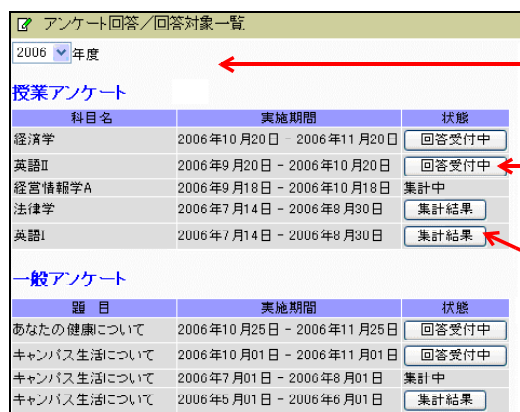 アンケート回答／回答対象一覧
2006 年度
授業アンケート
科目名 実施期間 状態
経済学 2006年10月20日 - 2006年11月20日 回答受付中
英語II 2006年9月20日 - 2006年10月20日 回答受付中
経営情報学A 2006年9月18日 - 2006年10月18日 集計中
法律学 2006年7月14日 - 2006年8月30日 集計結果
英語I 2006年7月14日 - 2006年8月30日 集計結果
一般アンケート
題 目 実施期間 状態
あなたの健康について 2006年10月25日 - 2006年11月25日 回答受付中
キャンパス生活について 2006年10月01日 - 2006年11月01日 回答受付中
キャンパス生活について 2006年7月01日 - 2006年8月01日 集計中
キャンパス生活について 2006年5月01日 - 2006年6月01日 集計結果